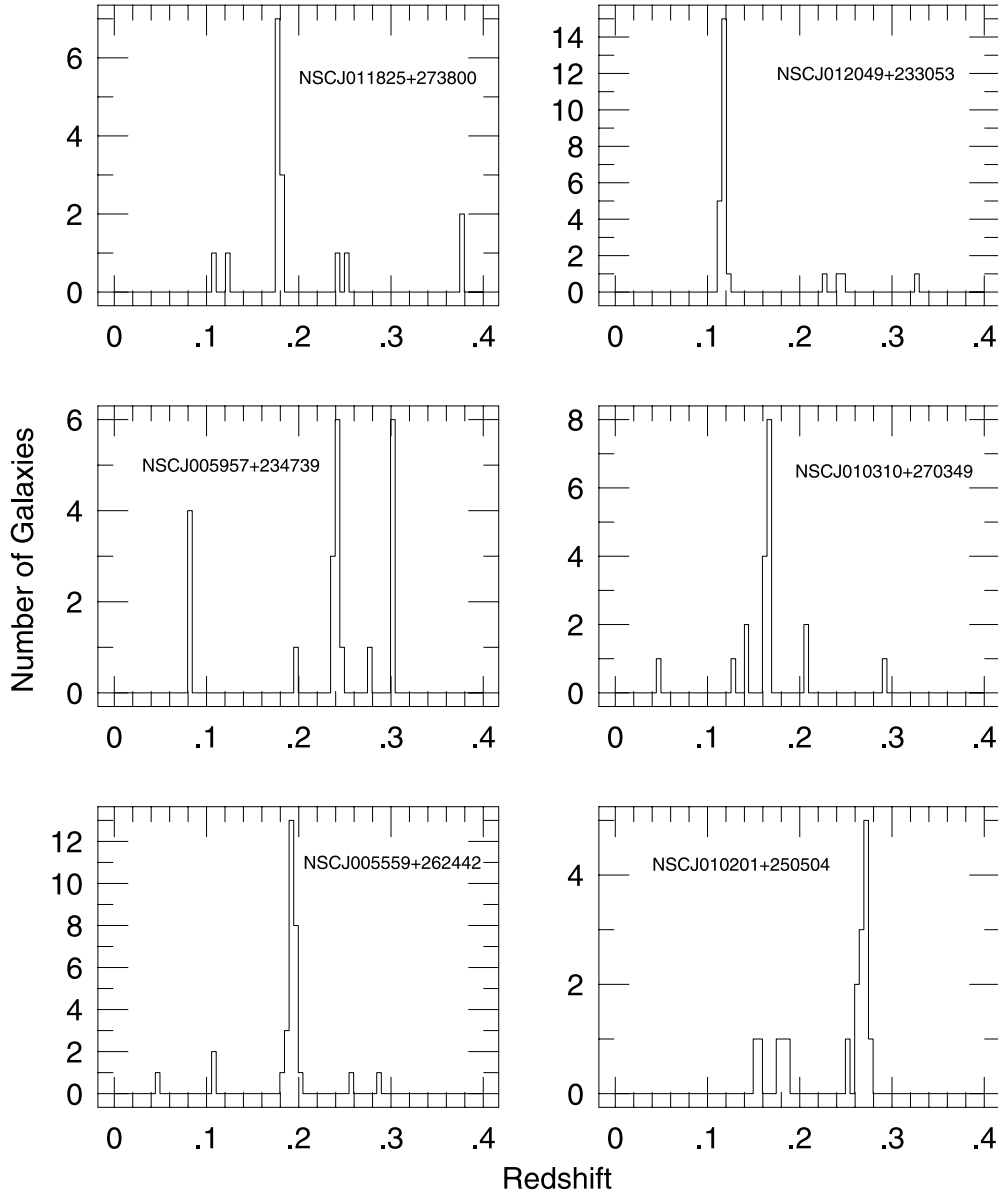 NSCJ011825+273800
6
4
2
0
0 .1 .2 .3 .4
NSCJ012049+233053
14
12
10
8
6
4
2
0
0 .1 .2 .3 .4
Number of Galaxies
6
NSCJ005957+234739
4
2
0
0 .1 .2 .3 .4
8
NSCJ010310+270349
6
4
2
0
0 .1 .2 .3 .4
12
NSCJ005559+262442
10
8
6
4
2
0
0 .1 .2 .3 .4
NSCJ010201+250504
4
2
0
0 .1 .2 .3 .4
Redshift